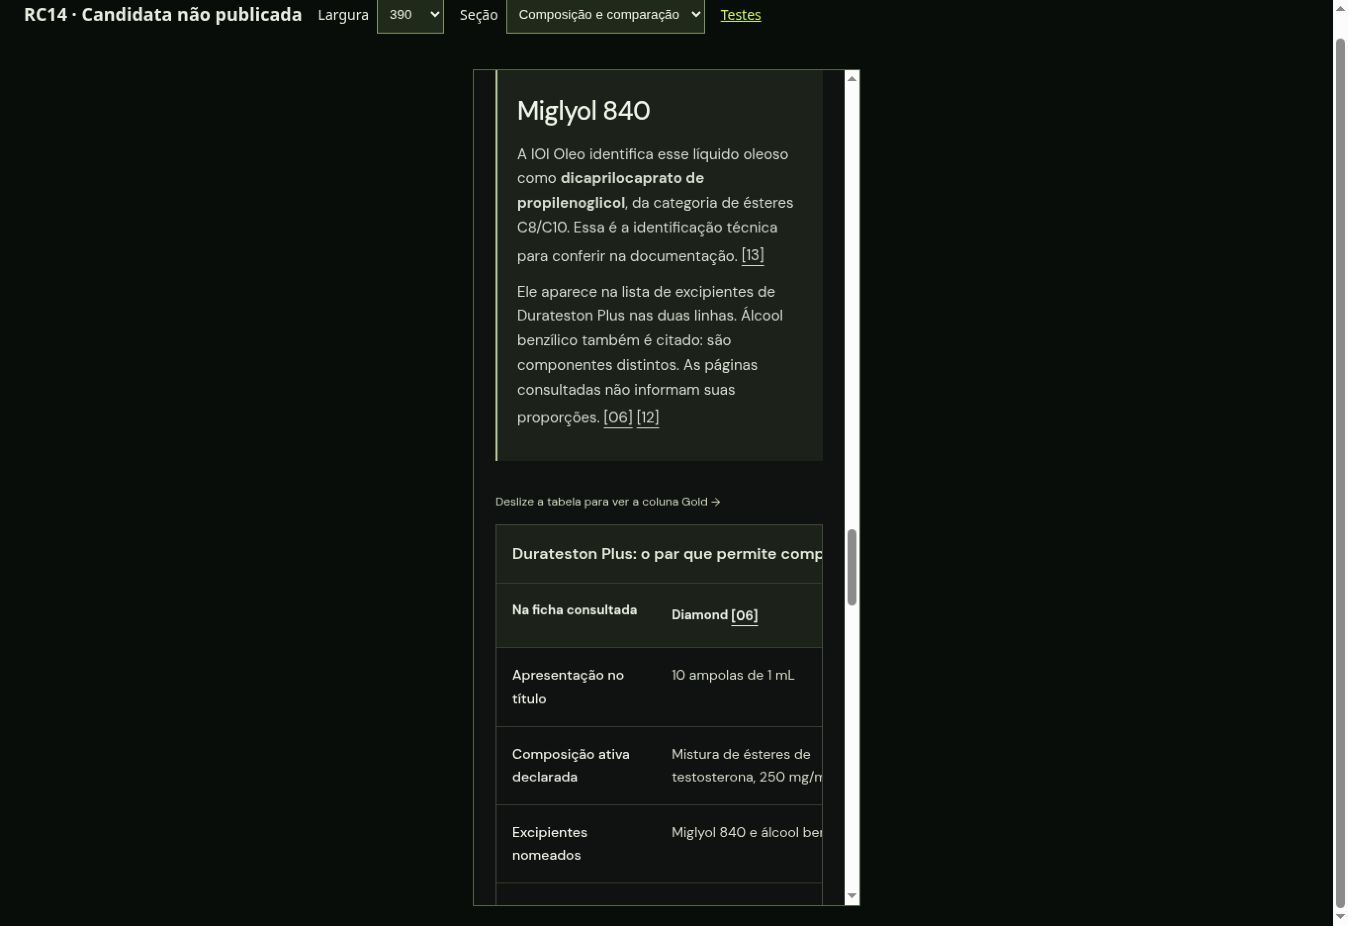 RC14 · Candidata não publicada Largura 390 Seção Composição e comparação Testes
Miglyol 840
A IOI Oleo identifica esse líquido oleoso
como dicaprilocaprato de
propilenoglicol, da categoria de ésteres
C8/C10. Essa é a identificação técnica
para conferir na documentação. [13]
Ele aparece na lista de excipientes de
Durateston Plus nas duas linhas. Álcool
benzílico também é citado: são
componentes distintos. As páginas
consultadas não informam suas
proporções. [06] [12]
Deslize a tabela para ver a coluna Gold →
Durateston Plus: o par que permite comp
Na ficha consultada Diamond [06]
Apresentação no 10 ampolas de 1 mL
título
Composição ativa Mistura de ésteres de
declarada testosterona, 250 mg/m
Excipientes Miglyol 840 e álcool ben
nomeados